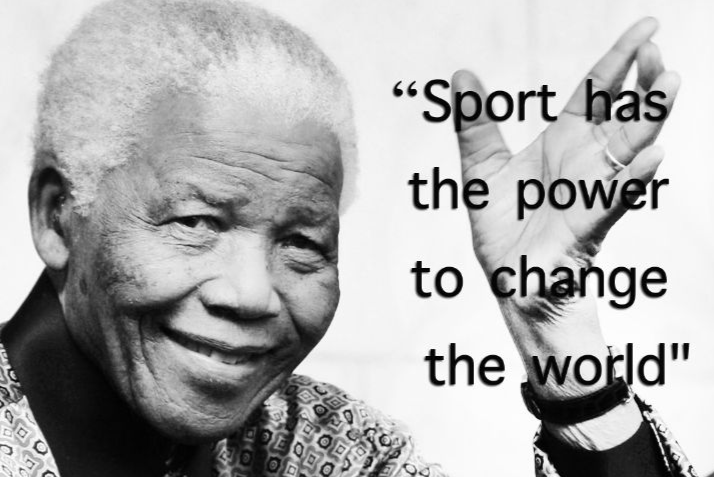 “Sport has
the power
to change
the world"